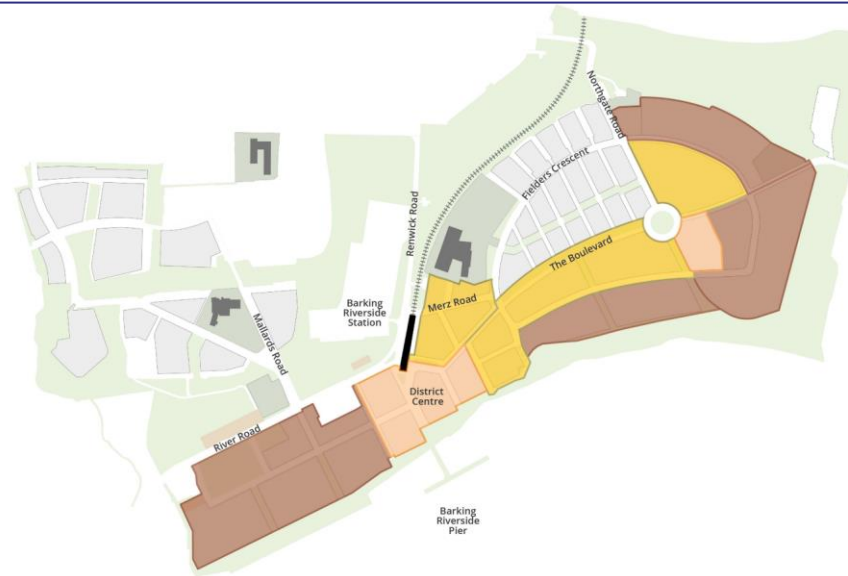 Northgate Road
Fielders Crescent
Renwick Road
The Boulevard
Merz Road
Barking
Riverside
Station
Mallards Road
District
Centre
River Road
Barking
Riverside
Pier